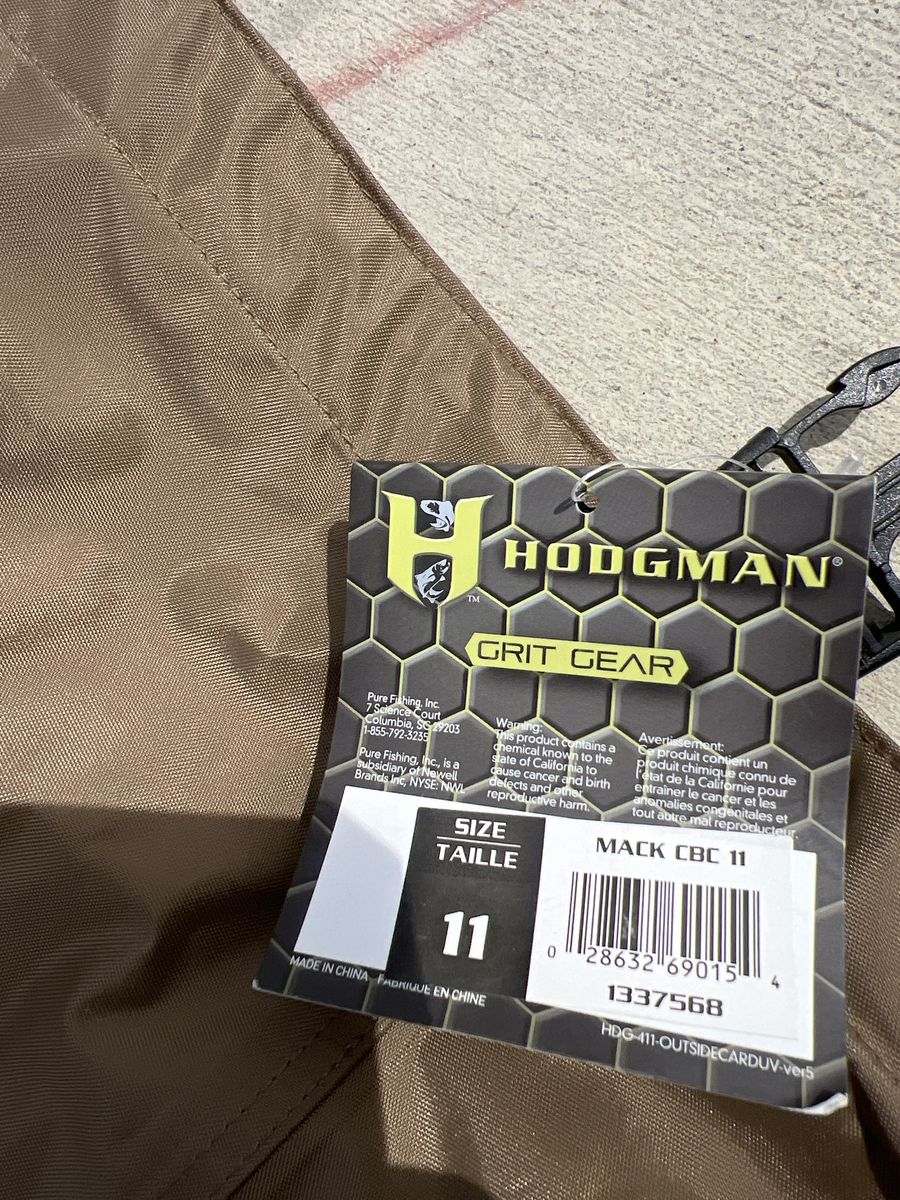 H
TM
HODGMAN®
GRIT GEAR
Pure Fishing, Inc.
7 Science Court
Columbia, SC 29203
1-855-792-3235
Pure Fishing, Inc., is a
subsidiary of Newell
Brands Inc, NYSE: NWL
Warning:
This product contains a
chemical known to the
state of California to
cause cancer and birth
defects and other
reproductive harm.
Avertissement:
Ce produit contient un
produit chimique connu de
l'état de la Californie pour
entraîner le cancer et les
anomalies congénitales et
tout autre mal reproducteur.
SIZE
TAILLE
11
MACK CBC 11
0 28632 69015 4
1337568
MADE IN CHINA FABRIQUÉ EN CHINE
HDG-411-OUTSIDECARDUV-ver5